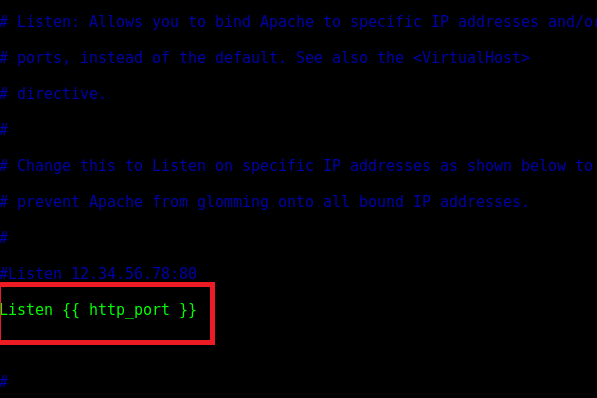 # Listen: Allows you to bind Apache to specific IP addresses and/or
# ports, instead of the default. See also the <VirtualHost>
# directive.
#
# Change this to Listen on specific IP addresses as shown below to
# prevent Apache from glomming onto all bound IP addresses.
#
#Listen 12.34.56.78:80
Listen {{ http_port }}
#